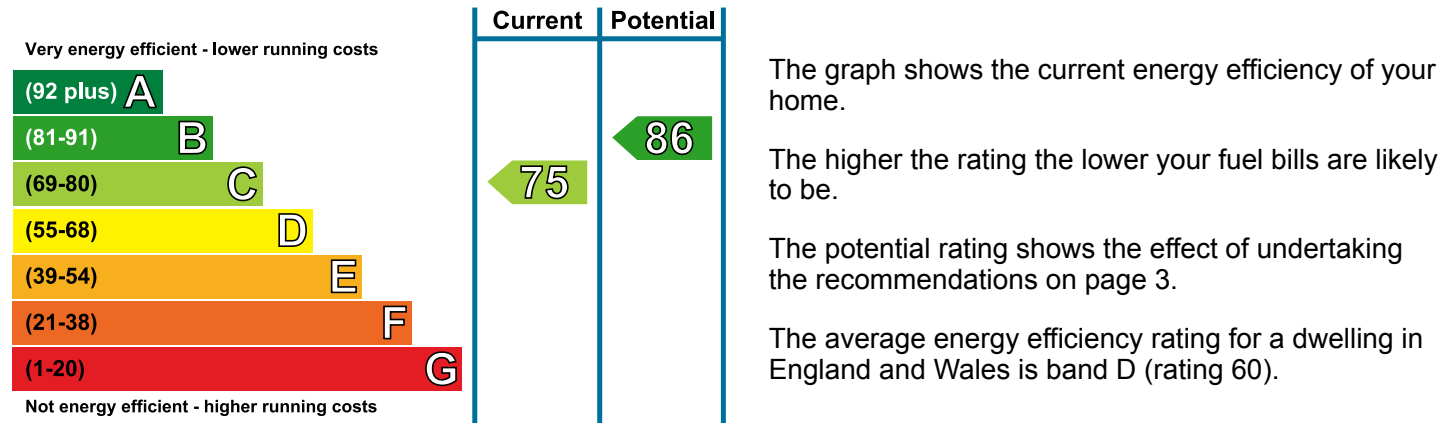 Current Potential
Very energy efficient - lower running costs
(92 plus) A
(81-91) B
86
(69-80) C
75
(55-68) D
(39-54) E
(21-38) F
(1-20) G
Not energy efficient - higher running costs
The graph shows the current energy efficiency of your
home.
The higher the rating the lower your fuel bills are likely
to be.
The potential rating shows the effect of undertaking
the recommendations on page 3.
The average energy efficiency rating for a dwelling in
England and Wales is band D (rating 60).